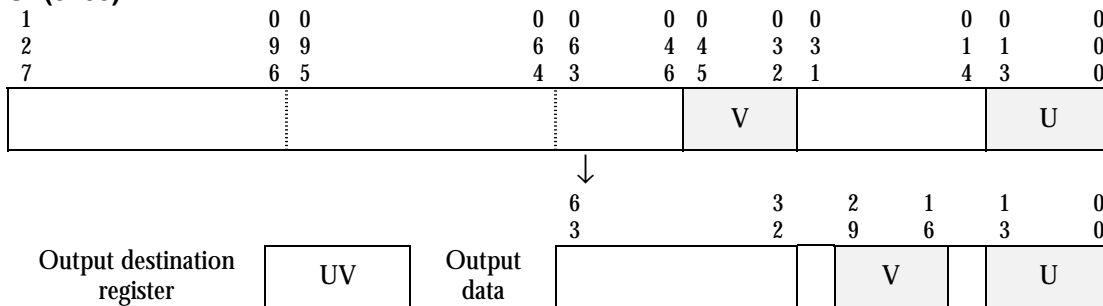 1 0 0 0 0 0 0 0 0 0 0 0
2 9 9 6 6 4 4 3 3 1 1 0
7 6 5 4 3 6 5 2 1 4 3 0
V U
↓
6 3 2 1 1 0
3 2 9 6 3 0
Output destination
register
UV
Output
data
V U